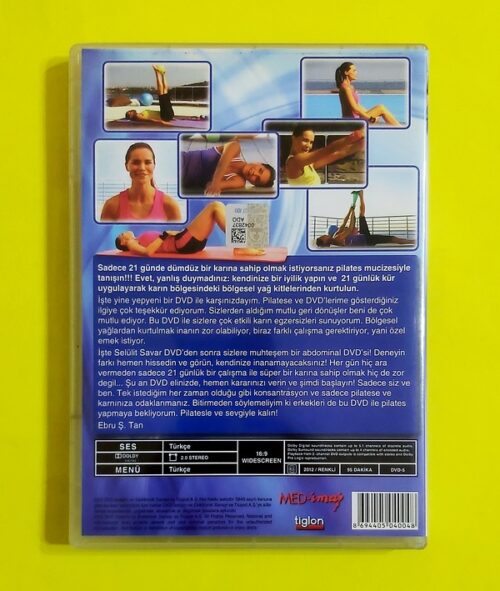 0042837
ADO
Sadece 21 günde dümdüz bir karına sahip olmak istiyorsanız pilates mucizesiyle
tanışın!!! Evet, yanlış duymadınız: kendinize bir iyilik yapın ve 21 günlük kür
uygulayarak karın bölgesindeki bölgesel yağ kitlelerinden kurtulun.
İşte yine yepyeni bir DVD ile karşınızdayım. Pilatese ve DVD'lerime gösterdiğiniz
ilgiye çok teşekkür ediyorum. Sizlerden aldığım mutlu geri dönüşler beni de çok
mutlu ediyor. Bu DVD ile sizlere çok etkili karın egzersizleri sunuyorum. Bölgesel
yağlardan kurtulmak inanın zor olabiliyor, biraz farklı çalışma gerektiriyor, yani özel
emek istiyor.
İşte Selülit Savar DVD'den sonra sizlere muhteşem bir abdominal DVD'si! Deneyin
farkı hemen hissedin ve görün, kendinize inanamayacaksınız! Her gün hiç ara
vermeden sadece 21 günlük bir çalışma ile süper bir karına sahip olmak hiç de zor
değil... Şu an DVD elinizde, hemen kararınızı verin ve şimdi başlayın! Sadece siz ve
ben. Tek istediğim her zaman olduğu gibi konsantrasyon ve sadece pilatese ve
karnınıza odaklanmanız. Bitirmeden söylemeliyim ki erkekleri de bu DVD ile pilates
yapmaya bekliyorum. Pilatesle ve sevgiyle kalın!
Ebru Ş. Tan
SES Türkçe
DOLBY 2.0 STEREO
MENÜ Türkçe
16:9
WIDESCREEN
2012 / RENKLİ 95 DAKİKA DVD-5
MED-imaj
tiglon
8 694405 040048